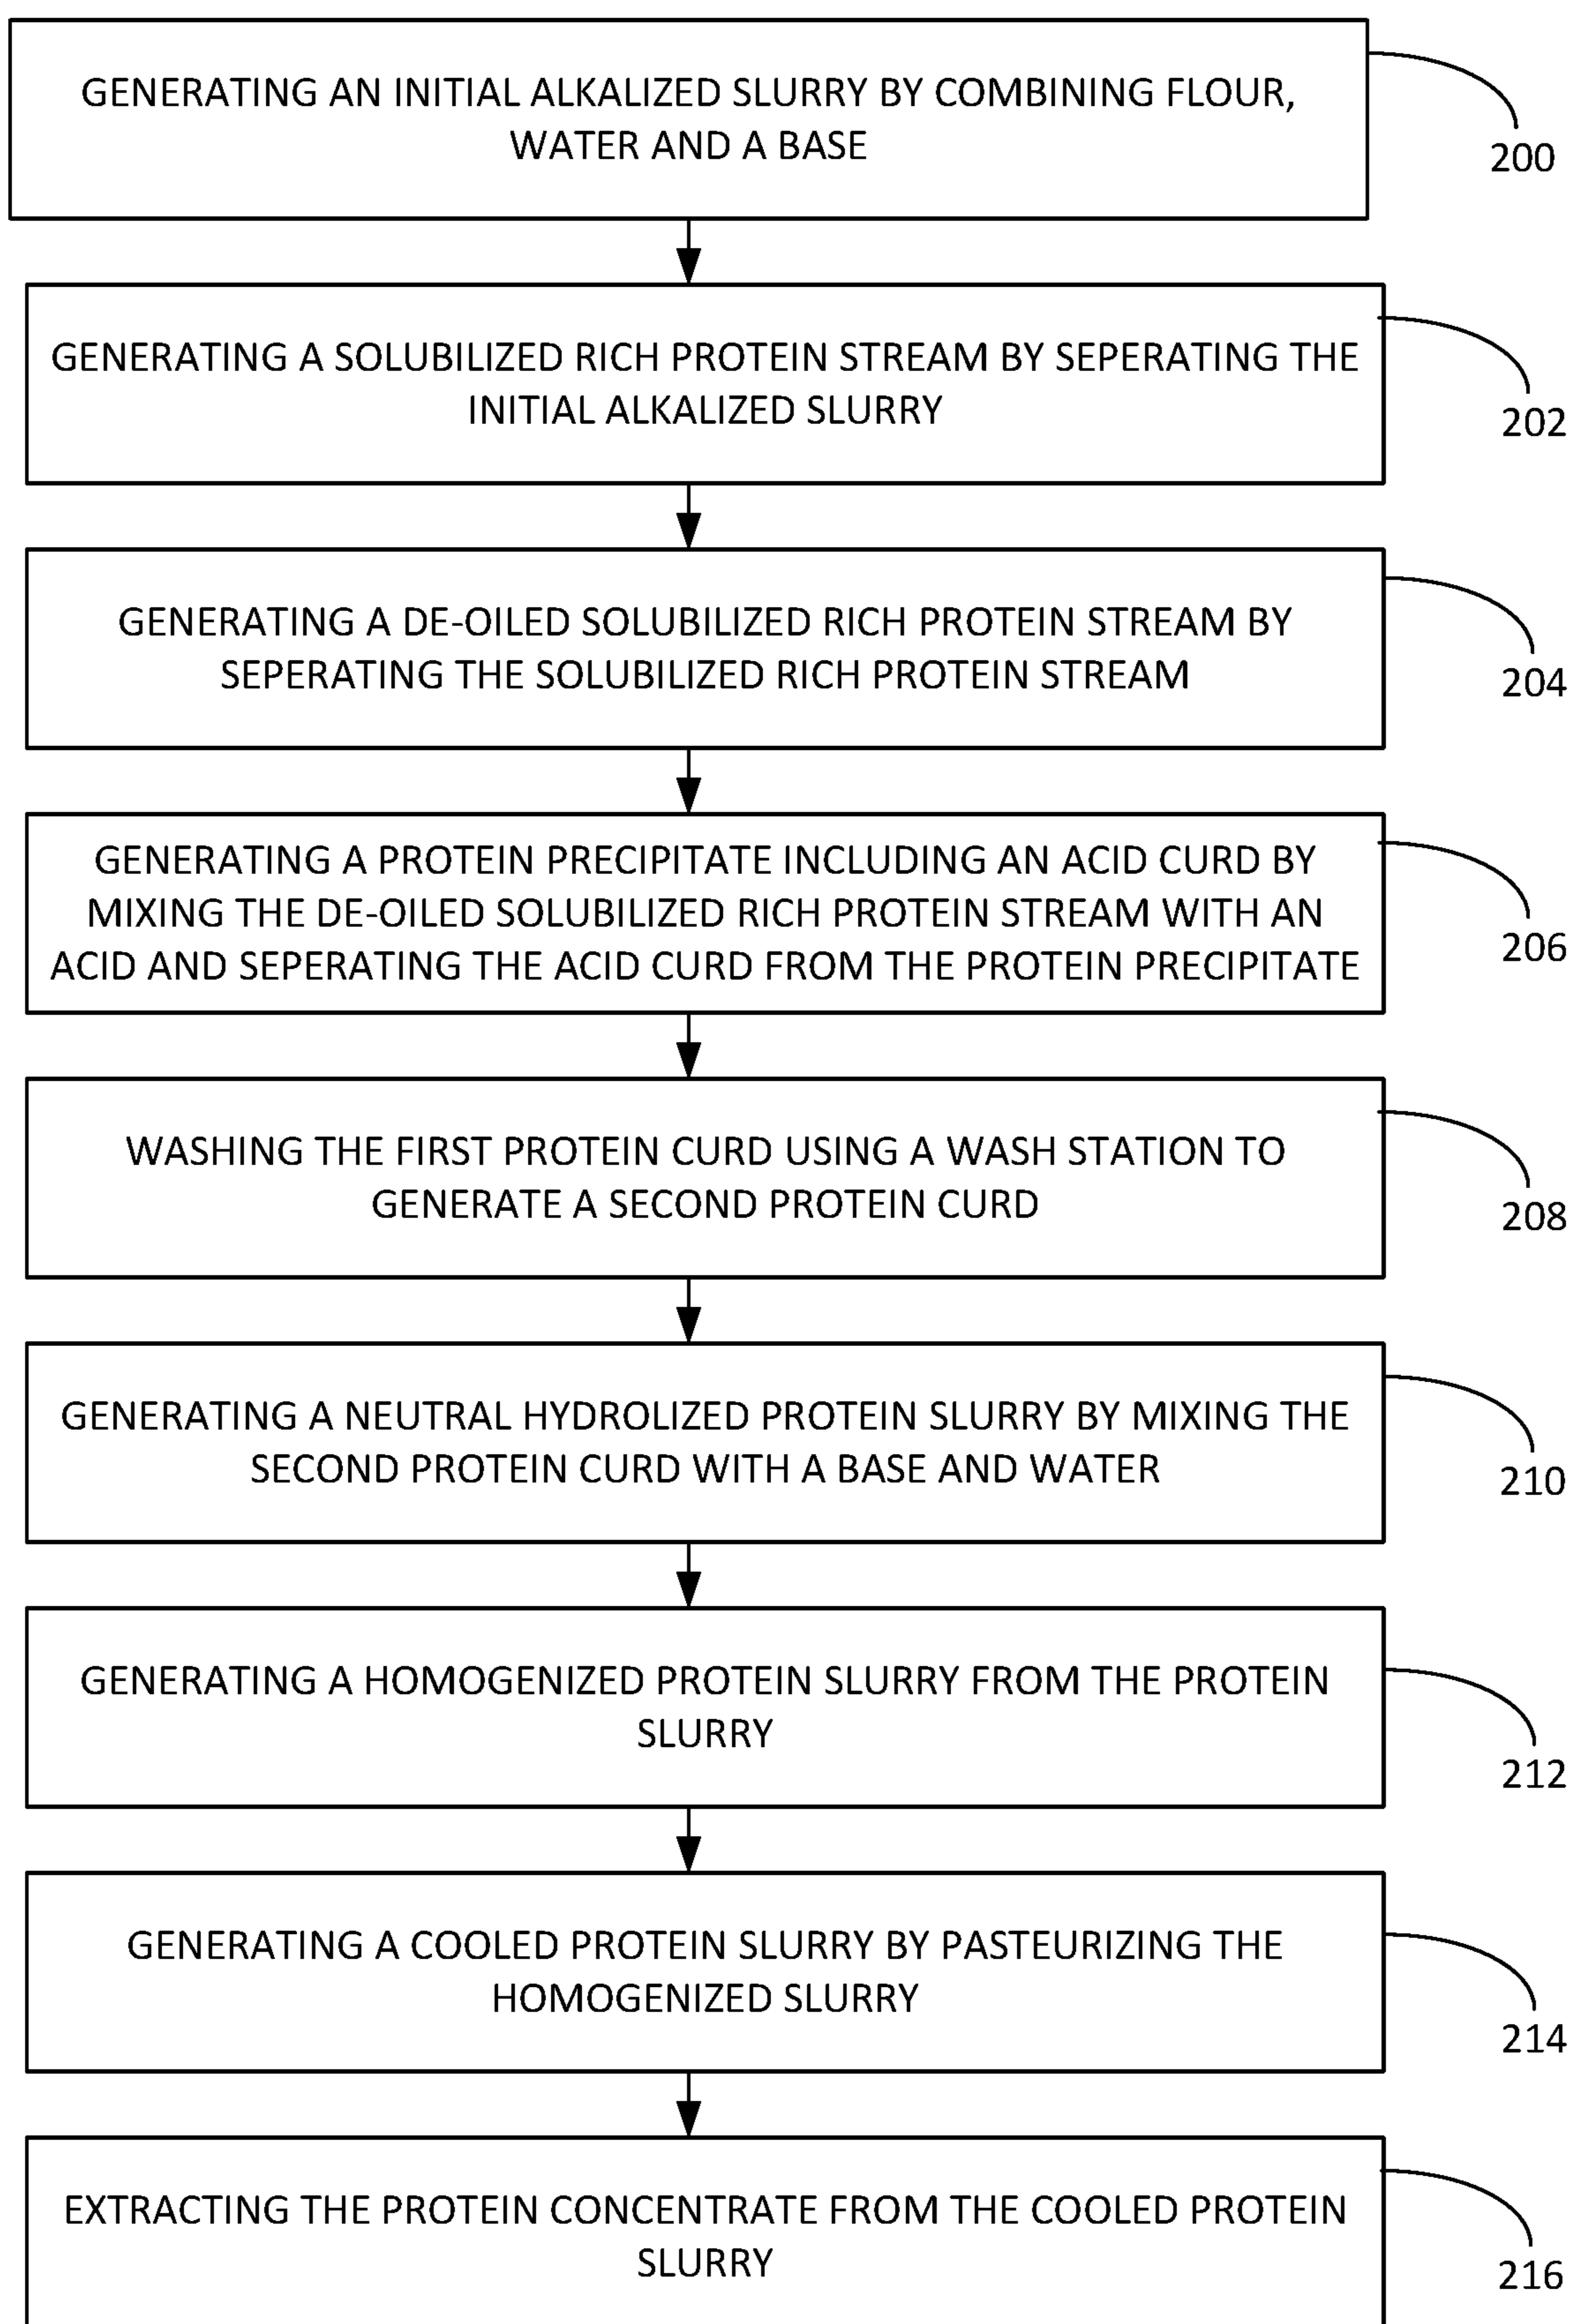 GENERATING AN INITIAL ALKALIZED SLURRY BY COMBINING FLOUR,
WATER AND A BASE
200
GENERATING A SOLUBILIZED RICH PROTEIN STREAM BY SEPERATING THE
INITIAL ALKALIZED SLURRY
202
GENERATING A DE-OILED SOLUBILIZED RICH PROTEIN STREAM BY
SEPERATING THE SOLUBILIZED RICH PROTEIN STREAM
204
GENERATING A PROTEIN PRECIPITATE INCLUDING AN ACID CURD BY
MIXING THE DE-OILED SOLUBILIZED RICH PROTEIN STREAM WITH AN
ACID AND SEPERATING THE ACID CURD FROM THE PROTEIN PRECIPITATE
206
WASHING THE FIRST PROTEIN CURD USING A WASH STATION TO
GENERATE A SECOND PROTEIN CURD
208
GENERATING A NEUTRAL HYDROLIZED PROTEIN SLURRY BY MIXING THE
SECOND PROTEIN CURD WITH A BASE AND WATER
210
GENERATING A HOMOGENIZED PROTEIN SLURRY FROM THE PROTEIN
SLURRY
212
GENERATING A COOLED PROTEIN SLURRY BY PASTEURIZING THE
HOMOGENIZED SLURRY
214
EXTRACTING THE PROTEIN CONCENTRATE FROM THE COOLED PROTEIN
SLURRY
216